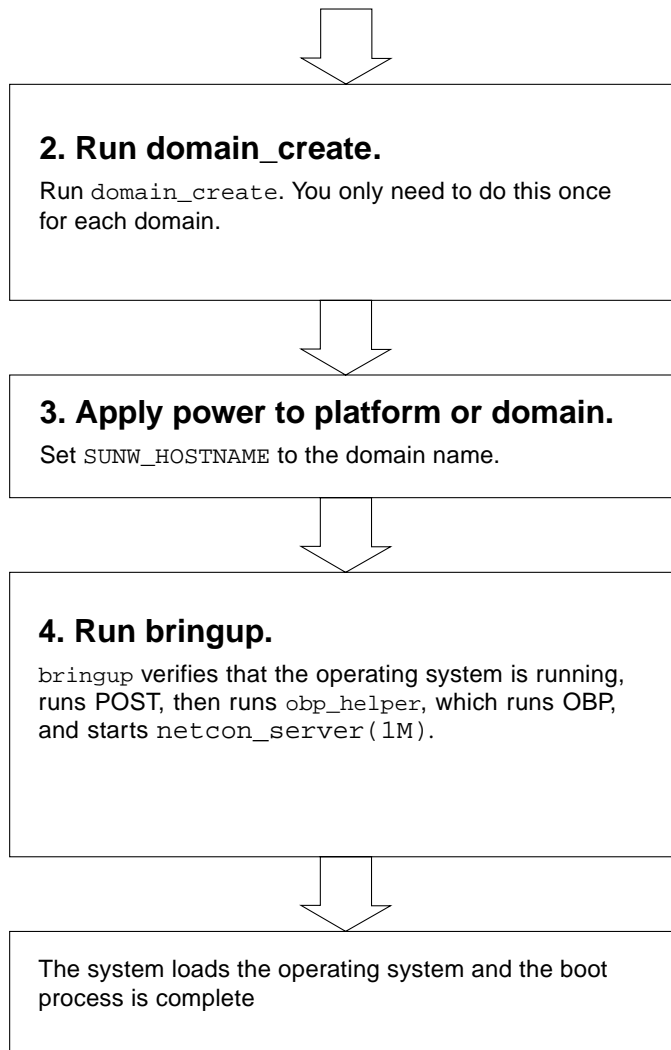 2. Run domain_create.
Run domain_create. You only need to do this once
for each domain.
3. Apply power to platform or domain.
Set SUNW_HOSTNAME to the domain name.
4. Run bringup.
bringup verifies that the operating system is running,
runs POST, then runs obp_helper, which runs OBP,
and starts netcon_server(1M).
The system loads the operating system and the boot
process is complete